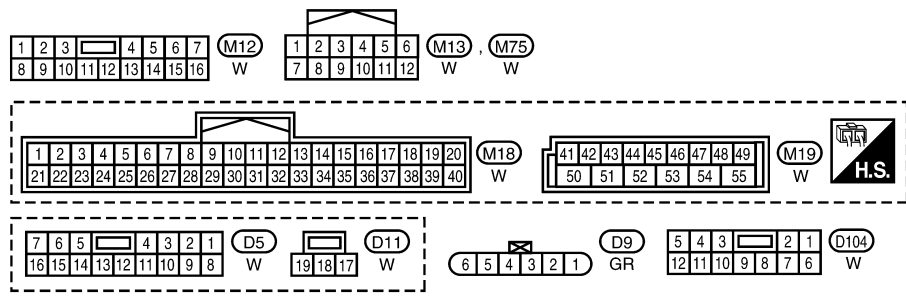 1 2 3 4 5 6 7 M12 1 2 3 4 5 6 M13 , M75
8 9 10 11 12 13 14 15 16 W 7 8 9 10 11 12 W W
1 2 3 4 5 6 7 8 9 10 11 12 13 14 15 16 17 18 19 20 M18 41 42 43 44 45 46 47 48 49 M19
21 22 23 24 25 26 27 28 29 30 31 32 33 34 35 36 37 38 39 40 W 50 51 52 53 54 55 W H.S.
7 6 5 4 3 2 1 D5 D11 D9 5 4 3 2 1 D104
16 15 14 13 12 11 10 9 8 W 19 18 17 W 6 5 4 3 2 1 GR 12 11 10 9 8 7 6 W